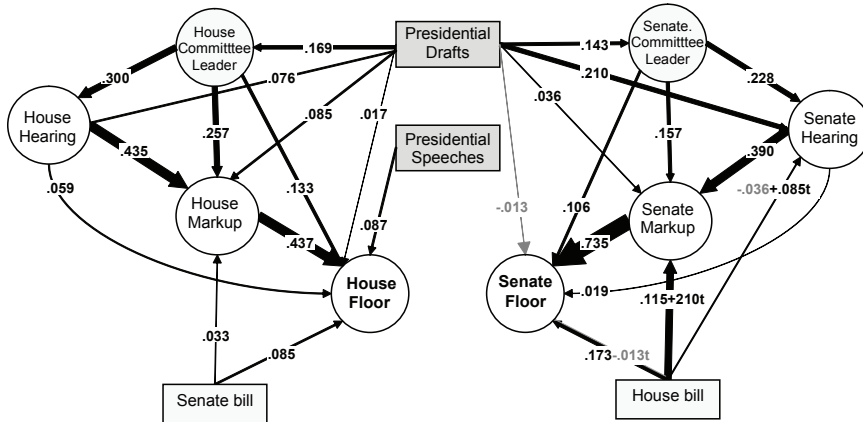 House
Committtee
Leader
Presidential
Drafts
Senate.
Committtee
Leader
.169
.143
.300
.076
.210
.228
House
Hearing
.085
.017
.036
Senate
Hearing
.435
.257
Presidential
Speeches
.157
.390
.059
.133
-.036+.085t
House
Markup
.087
-.013
.106
Senate
Markup
.437
.735
House
Floor
Senate
Floor
.019
.115+210t
.033
.085
.173-.013t
Senate bill
House bill